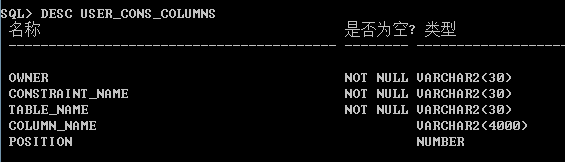 SQL> DESC USER_CONS_COLUMNS
名称 是否为空? 类型
----------------------------------------- -------- ----------------------------
OWNER NOT NULL VARCHAR2(30)
CONSTRAINT_NAME NOT NULL VARCHAR2(30)
TABLE_NAME NOT NULL VARCHAR2(30)
COLUMN_NAME VARCHAR2(4000)
POSITION NUMBER